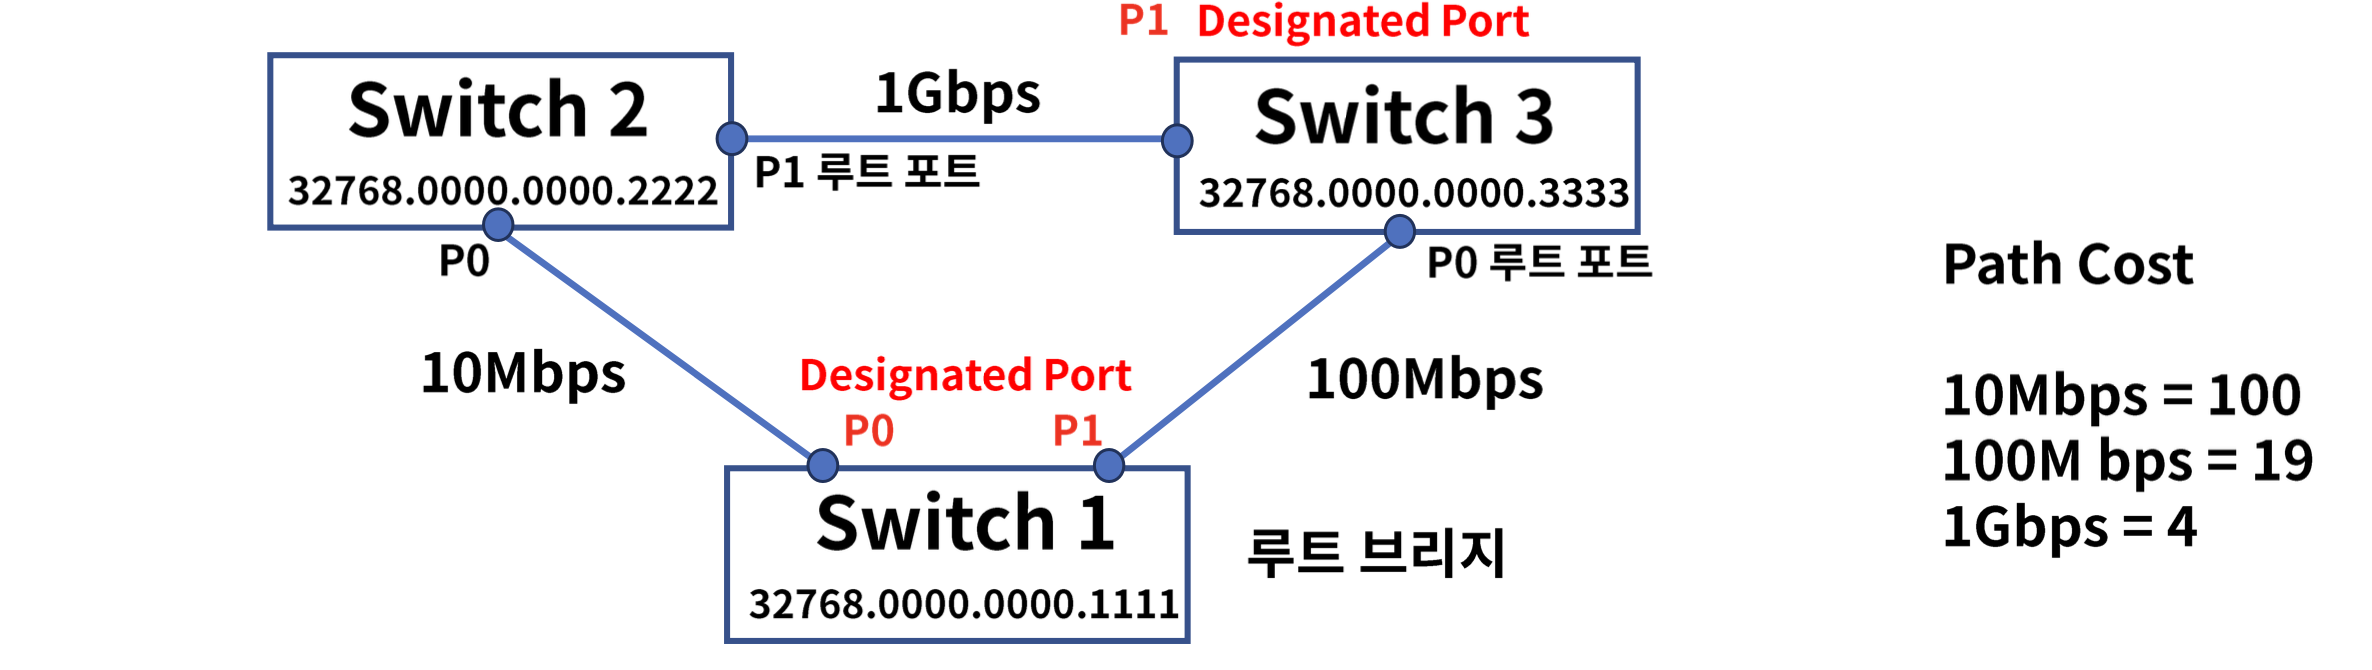 P1 Designated Port
Switch 2
32768.0000.0000.2222
1Gbps
P1 루트 포트
Switch 3
32768.0000.0000.3333
P0
P0 루트 포트
10Mbps
Designated Port
P0 P1
100Mbps
Switch 1
32768.0000.0000.1111
루트 브리지
Path Cost
10Mbps = 100
100M bps = 19
1Gbps = 4